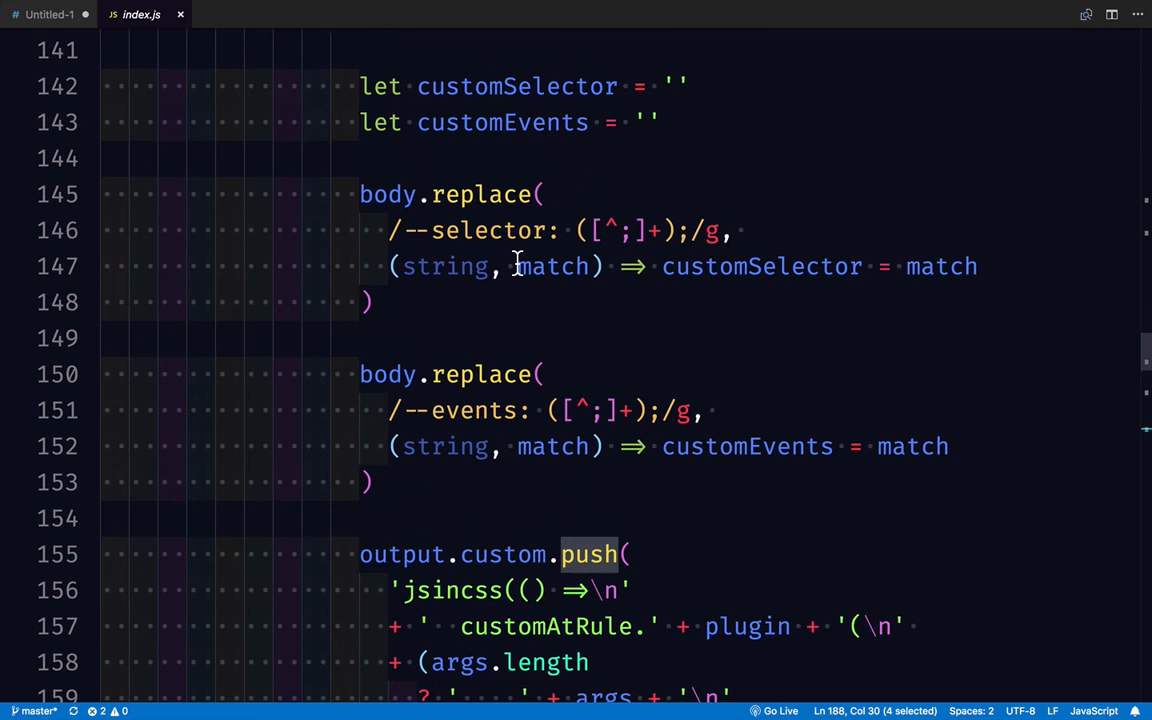 # Untitled-1 ● JS index.js × ···
141
142 let customSelector = ''
143 let customEvents = ''
144
145 body.replace(
146 /--selector: ([^;]+);/g,
147 (string, match) => customSelector = match
148 )
149
150 body.replace(
151 /--events: ([^;]+);/g,
152 (string, match) => customEvents = match
153 )
154
155 output.custom.push(
156 'jsincss(() =>\n'
157 + '  customAtRule.' + plugin + '(\n'
158 + (args.length
159 ? '    ' + args + '\n'
master* 2 0 Go Live Ln 188, Col 30 (4 selected) Spaces: 2 UTF-8 LF JavaScript